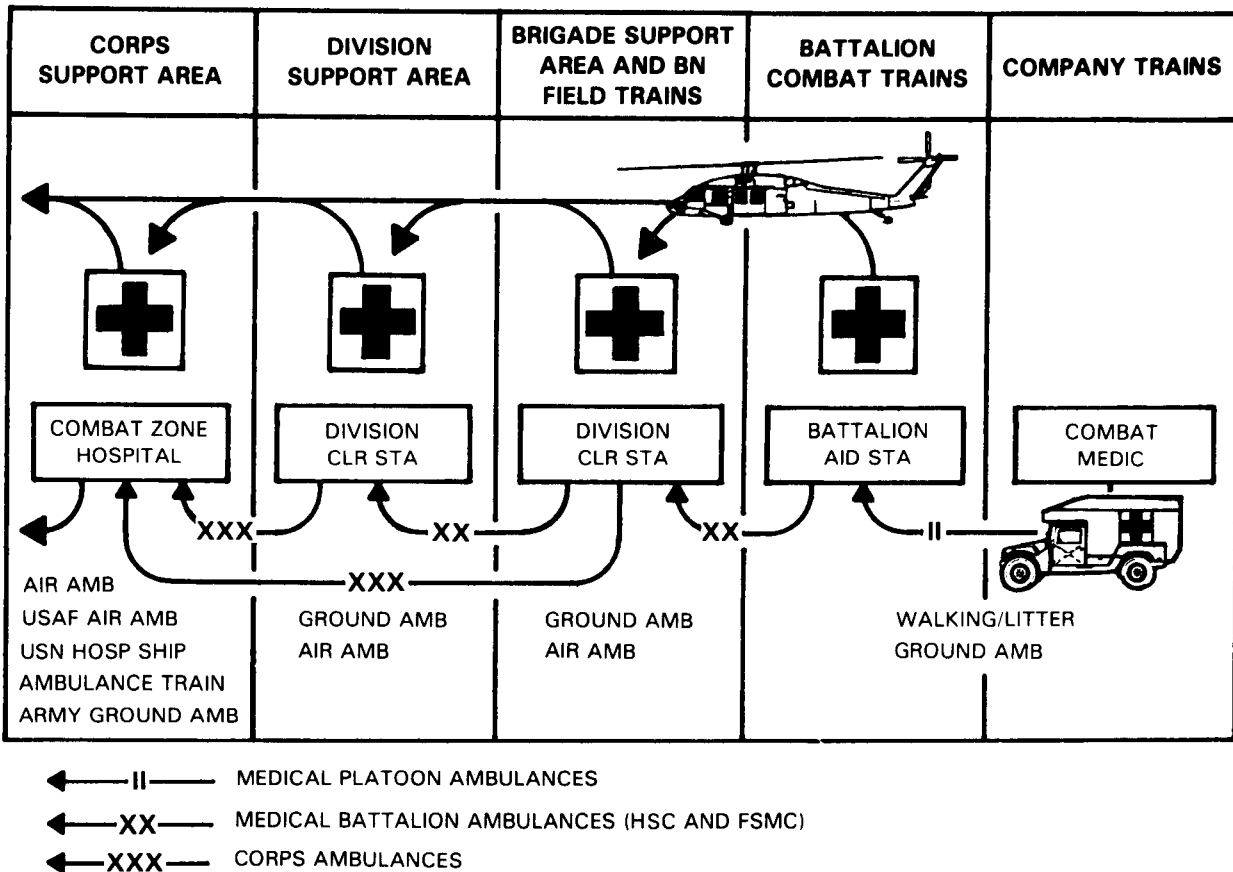 CORPS
SUPPORT AREA
DIVISION
SUPPORT AREA
BRIGADE SUPPORT
AREA AND BN
FIELD TRAINS
BATTALION
COMBAT TRAINS
COMPANY TRAINS
COMBAT ZONE
HOSPITAL
DIVISION
CLR STA
DIVISION
CLR STA
BATTALION
AID STA
COMBAT
MEDIC
XXX
XX
XX
II
XXX
AIR AMB
USAF AIR AMB
USN HOSP SHIP
AMBULANCE TRAIN
ARMY GROUND AMB
GROUND AMB
AIR AMB
GROUND AMB
AIR AMB
WALKING/LITTER
GROUND AMB
II MEDICAL PLATOON AMBULANCES
XX MEDICAL BATTALION AMBULANCES (HSC AND FSMC)
XXX CORPS AMBULANCES